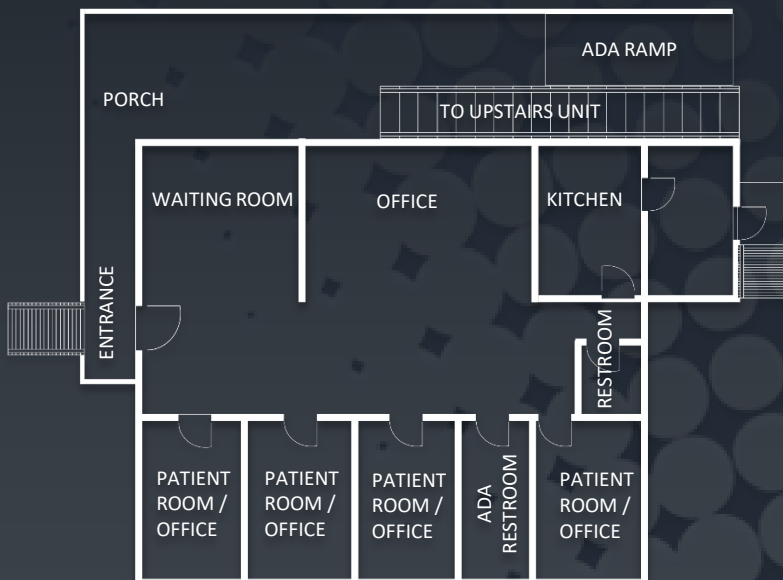 ADA RAMP
PORCH
TO UPSTAIRS UNIT
WAITING ROOM
OFFICE
KITCHEN
ENTRANCE
RESTROOM
PATIENT
ROOM /
OFFICE
PATIENT
ROOM /
OFFICE
PATIENT
ROOM /
OFFICE
ADA
RESTROOM
PATIENT
ROOM /
OFFICE